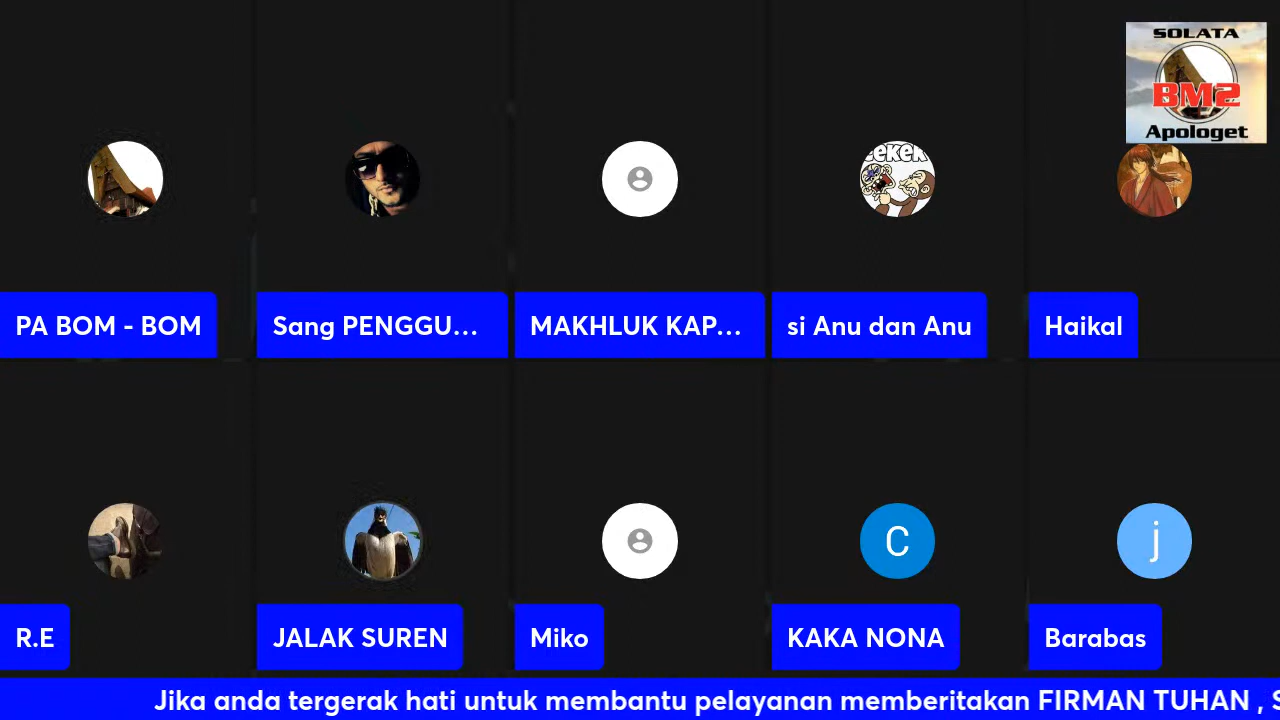 SOLATA
BM2
Apologet
EEKEK
PA BOM - BOM
Sang PENGGU...
MAKHLUK KAP...
si Anu dan Anu
Haikal
C
j
R.E
JALAK SUREN
Miko
KAKA NONA
Barabas
Jika anda tergerak hati untuk membantu pelayanan memberitakan FIRMAN TUHAN , S